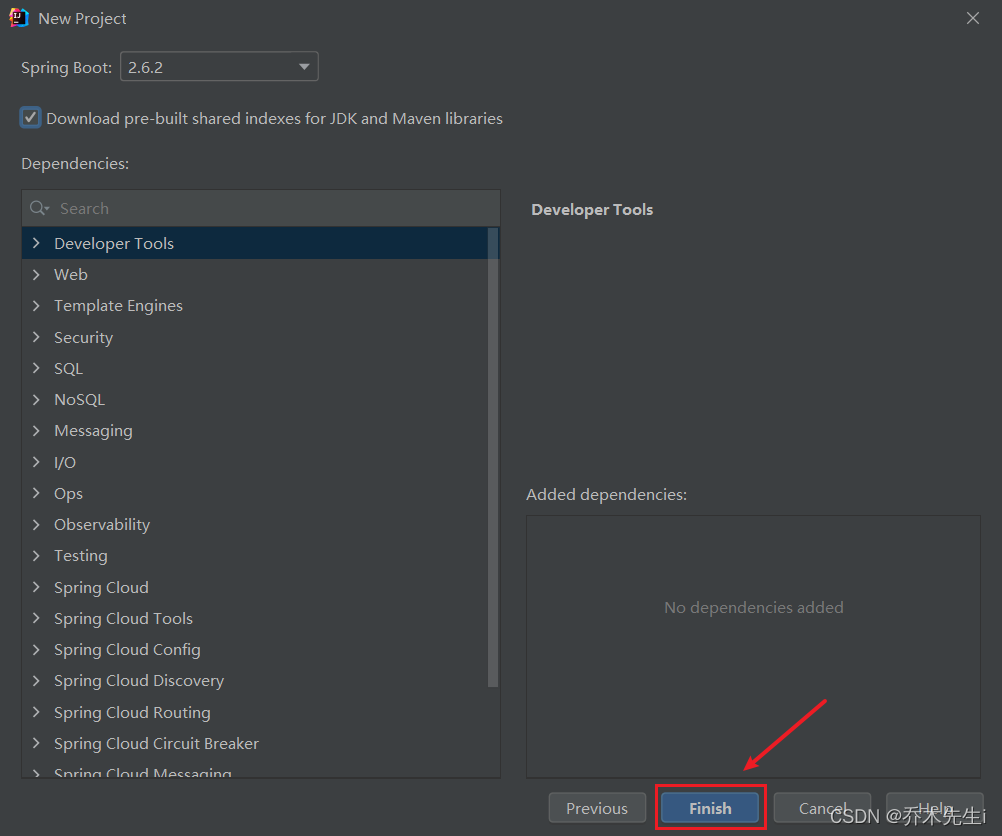 New Project
Spring Boot: 2.6.2
Download pre-built shared indexes for JDK and Maven libraries
Dependencies:
Search
Developer Tools
Web
Template Engines
Security
SQL
NoSQL
Messaging
I/O
Ops
Observability
Testing
Spring Cloud
Spring Cloud Tools
Spring Cloud Config
Spring Cloud Discovery
Spring Cloud Routing
Spring Cloud Circuit Breaker
Spring Cloud Messaging
Developer Tools
Added dependencies:
No dependencies added
Previous Finish Cancel Help
CSDN @乔木先生i